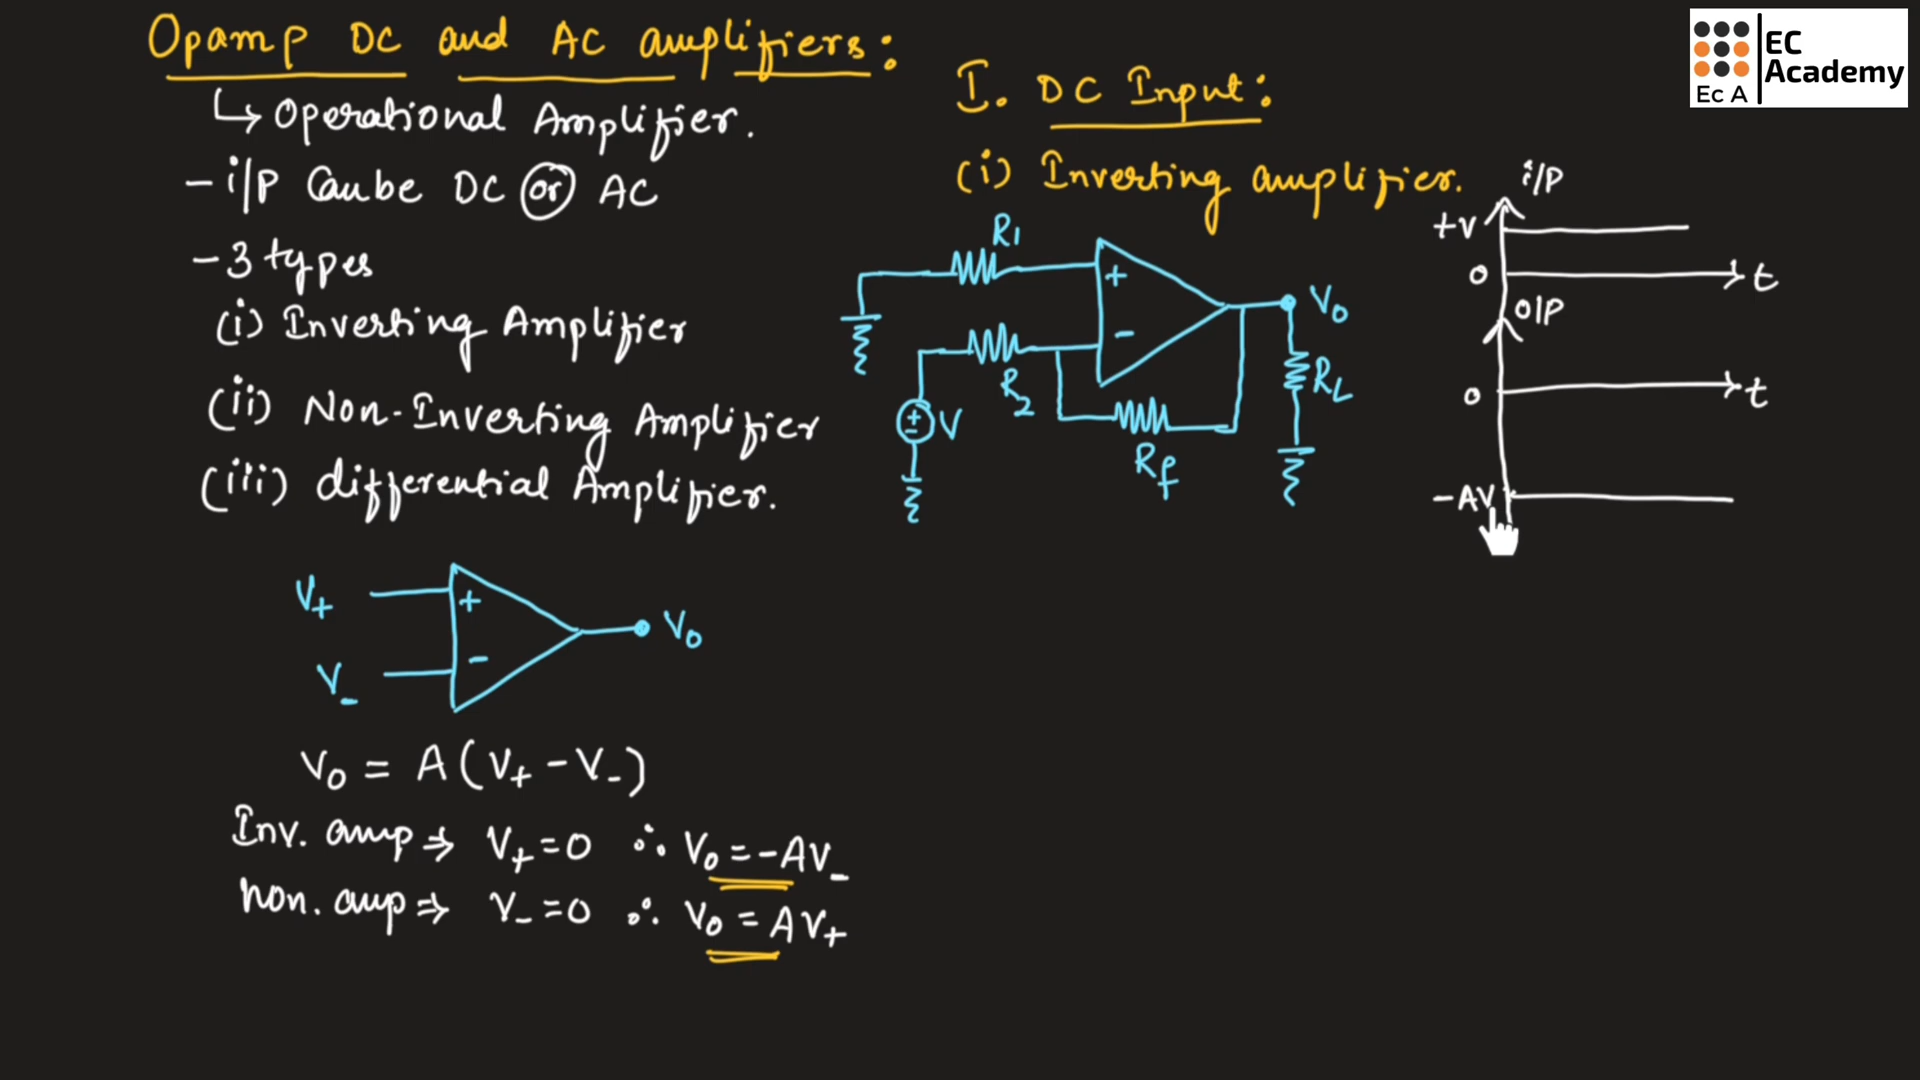 Opamp DC and AC amplifiers:
↳ Operational Amplifier.
- i/P Can be DC or AC
- 3 types
(i) Inverting Amplifier
(ii) Non-Inverting Amplifier
(iii) differential Amplifier.
V+
+
-
V-
Vo
Vo = A(V+ - V-)
Inv. amp ⇒ V+ = 0 ∴ Vo = -AV-
Non. amp ⇒ V- = 0 ∴ Vo = AV+
I. DC Input:
(i) Inverting amplifier.
R1
+
-
R2
+
-
V
Rf
Vo
RL
i/P
+V
0
t
O/P
0
t
-AV
EC
Academy
Ec A